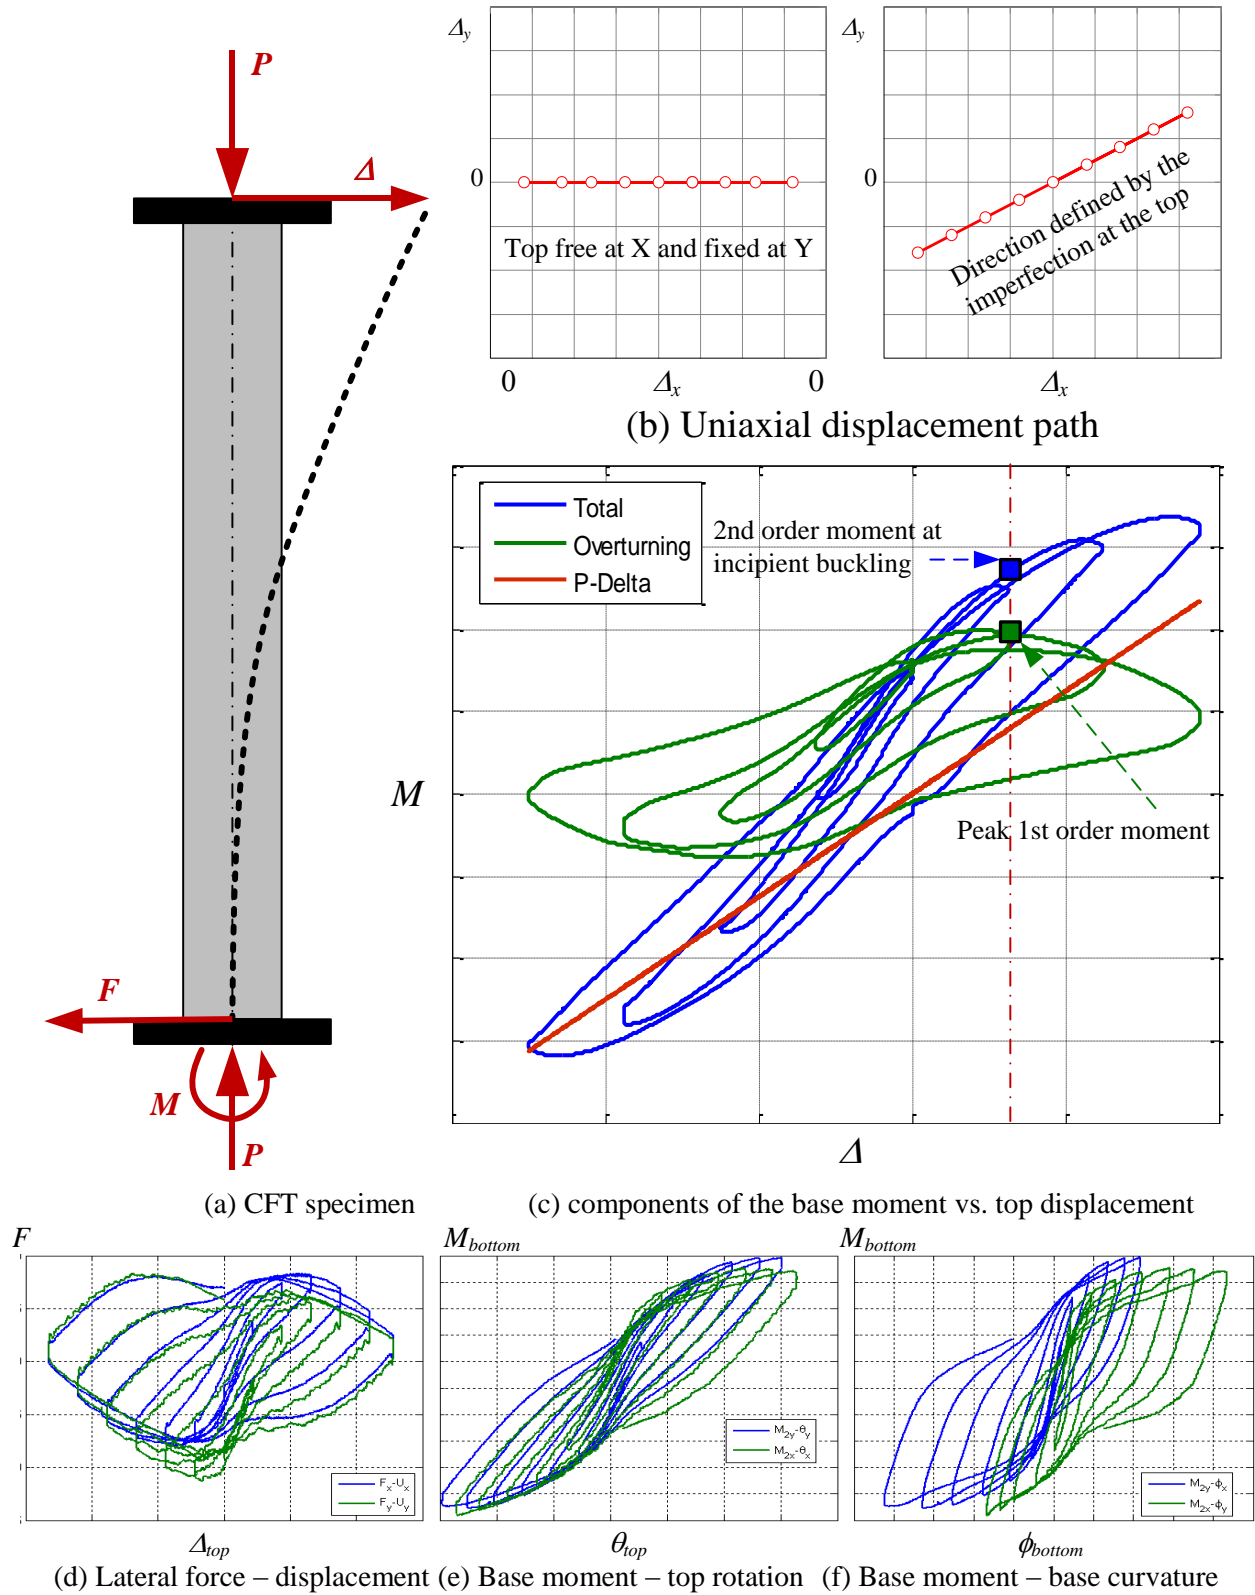 P
Δ
F
M
P
(a) CFT specimen
Δy
0
Top free at X and fixed at Y
0
Δx
0
Δy
0
Direction defined by the
imperfection at the top
Δx
(b) Uniaxial displacement path
Total
Overturning
P-Delta
2nd order moment at
incipient buckling
Peak 1st order moment
M
Δ
(c) components of the base moment vs. top displacement
F
Fx-Ux
Fy-Uy
Δtop
(d) Lateral force – displacement
Mbottom
M2y-θy
M2x-θx
θtop
(e) Base moment – top rotation
Mbottom
M2y-ϕx
M2x-ϕy
ϕbottom
(f) Base moment – base curvature